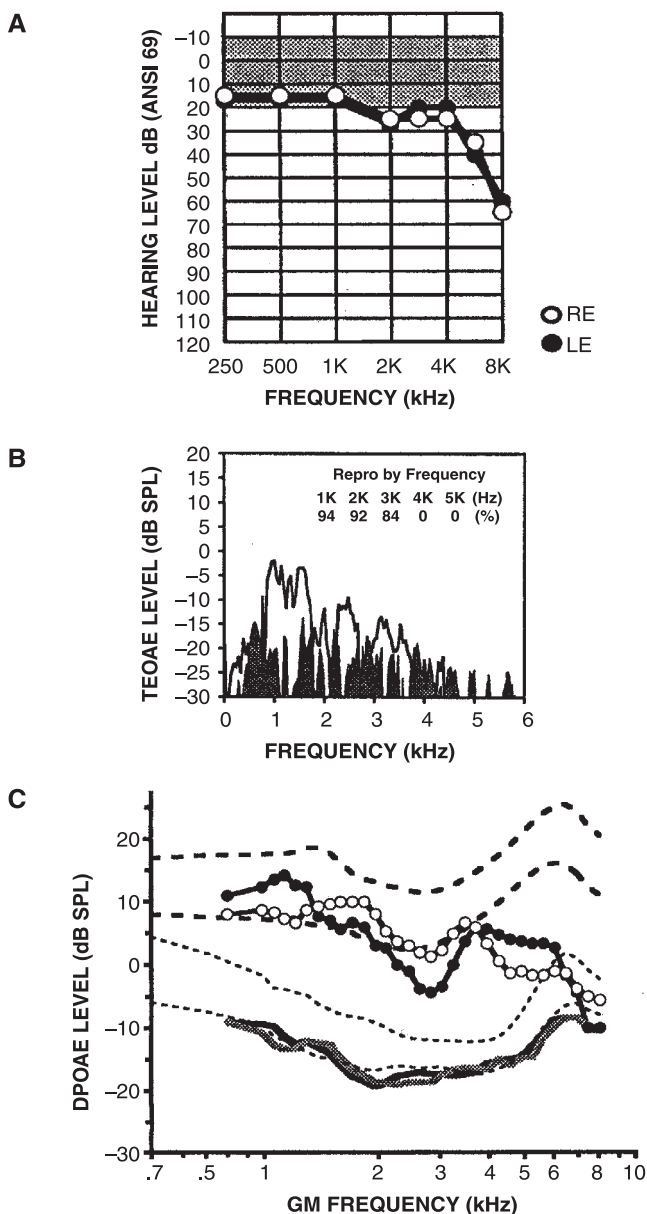 A
HEARING LEVEL dB (ANSI 69)
–10
0
10
20
30
40
50
60
70
80
90
100
110
120
250 500 1K 2K 4K 8K
FREQUENCY (kHz)
RE
LE
B
TEOAE LEVEL (dB SPL)
20
15
10
5
0
–5
–10
–15
–20
–25
–30
Repro by Frequency
1K 2K 3K 4K 5K (Hz)
94 92 84 0 0 (%)
0 1 2 3 4 5 6
FREQUENCY (kHz)
C
DPOAE LEVEL (dB SPL)
20
10
0
–10
–20
–30
.7 .5 1 2 3 4 5 6 8 10
GM FREQUENCY (kHz)